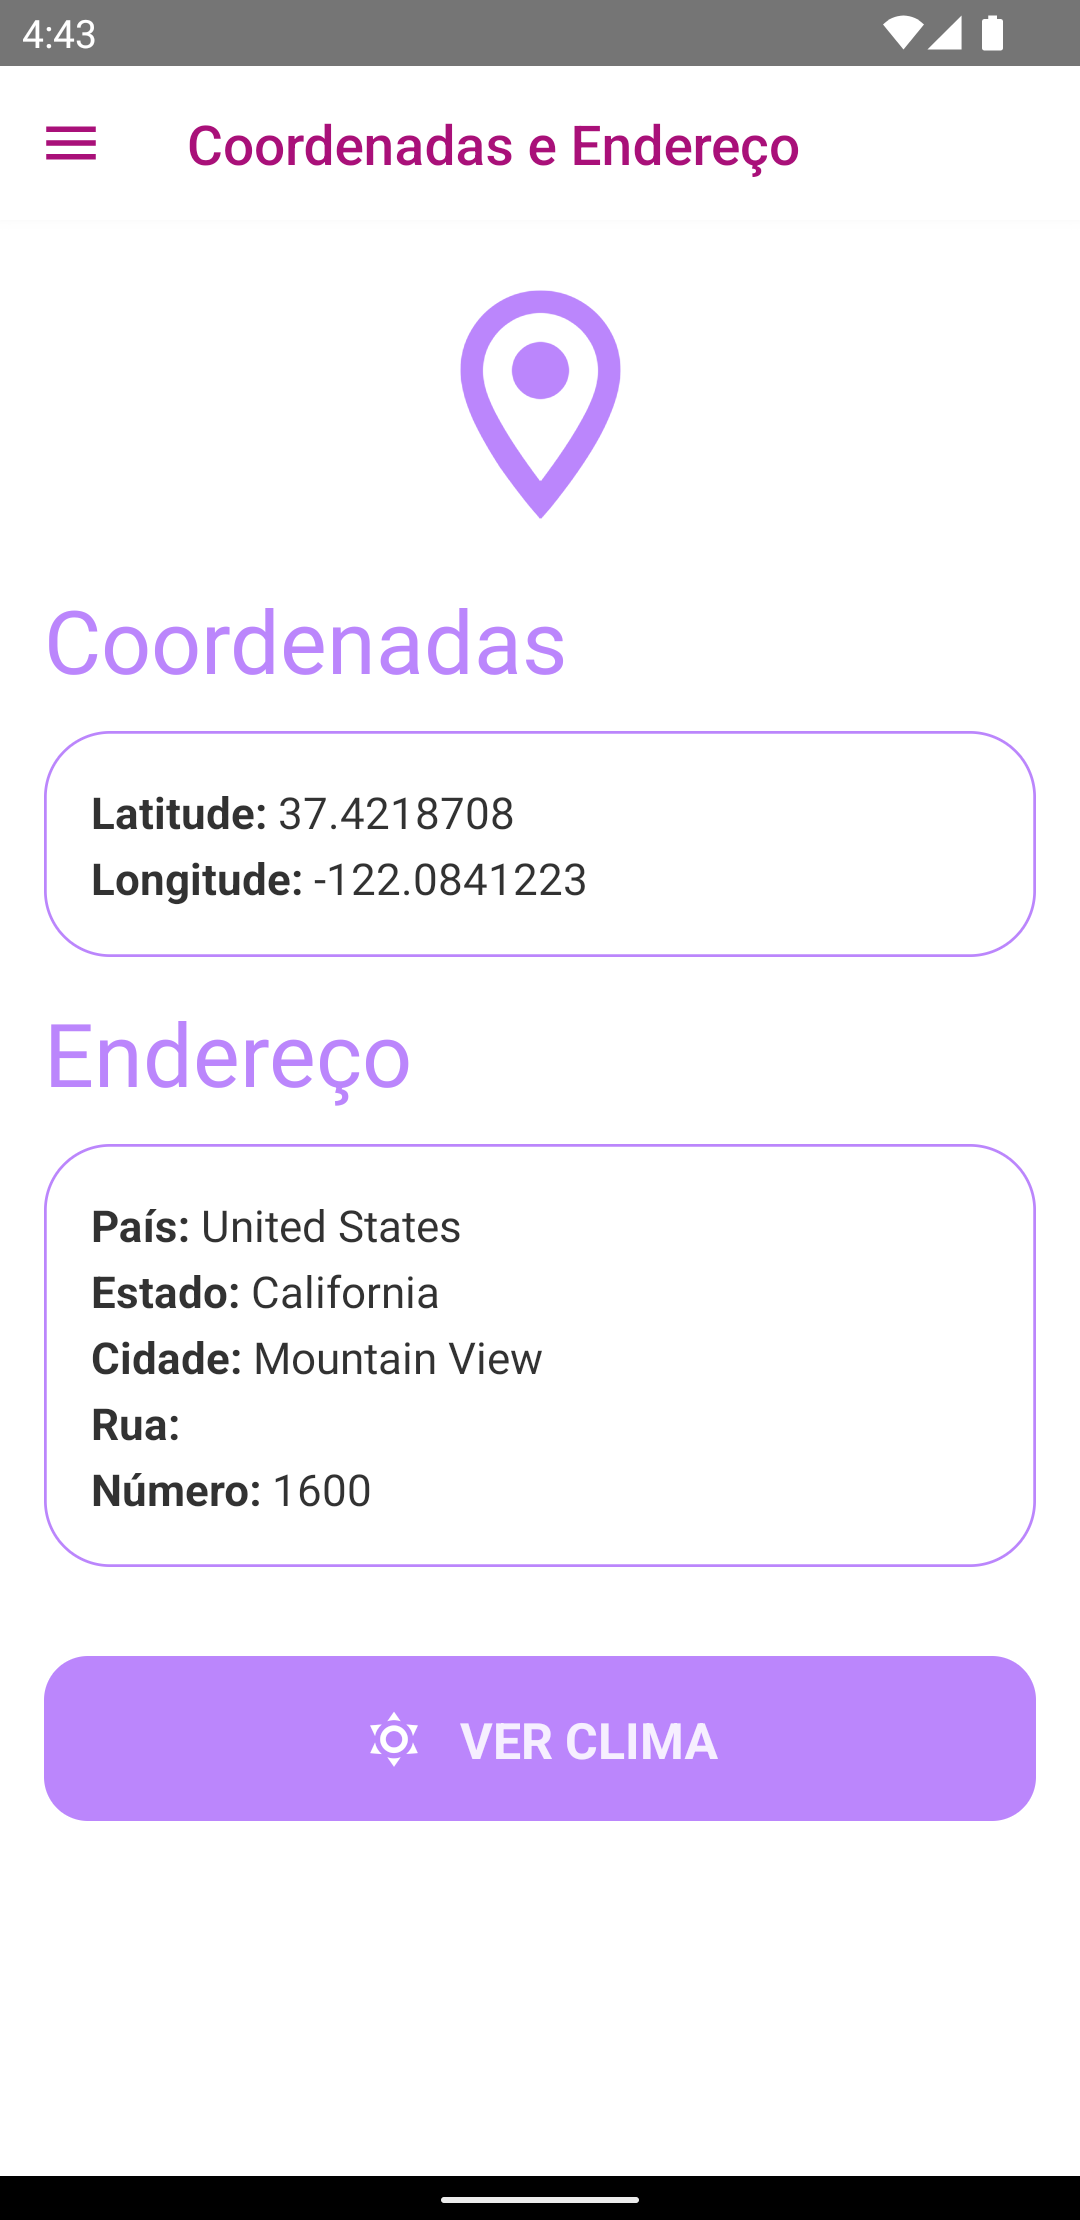 4:43
Coordenadas e Endereço
Coordenadas
Latitude: 37.4218708
Longitude: -122.0841223
Endereço
País: United States
Estado: California
Cidade: Mountain View
Rua:
Número: 1600
VER CLIMA